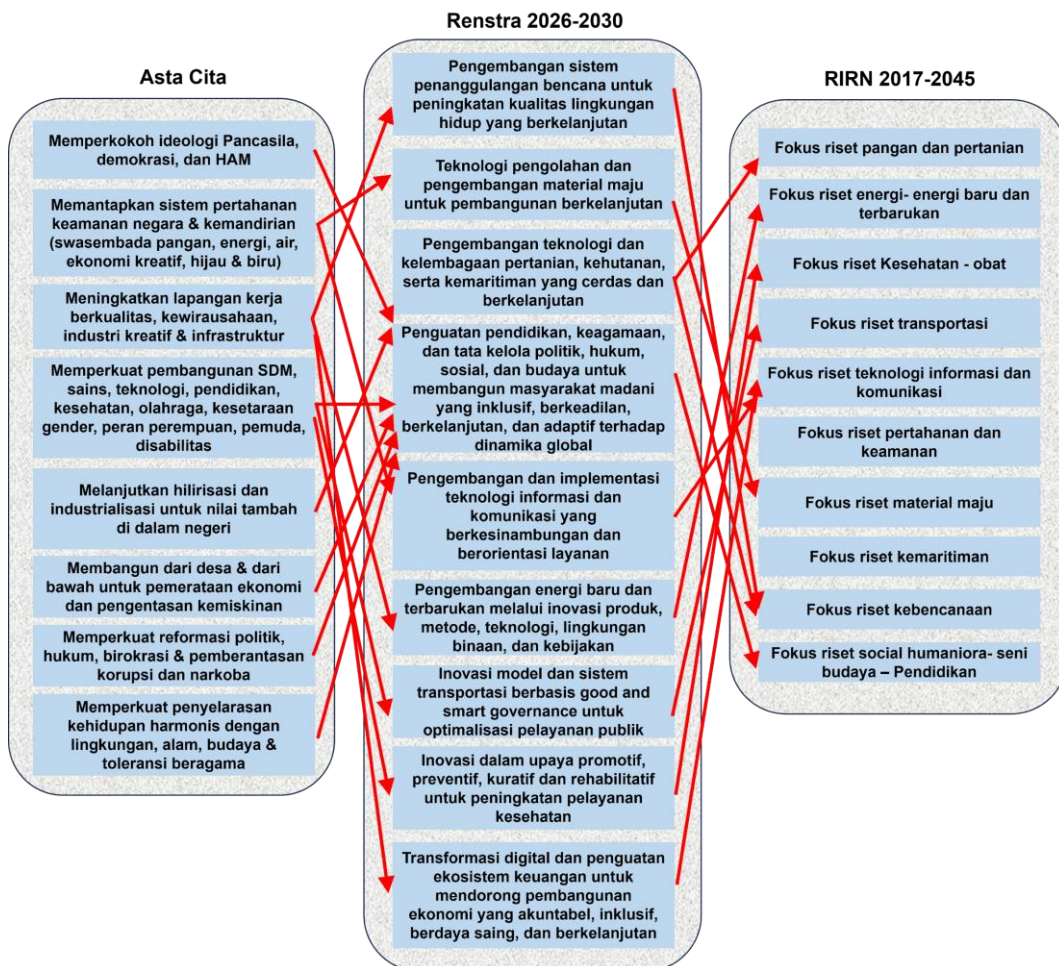 Asta Cita
Memperkokoh ideologi Pancasila,
demokrasi, dan HAM
Memantapkan sistem pertahanan
keamanan negara & kemandirian
(swasembada pangan, energi, air,
ekonomi kreatif, hijau & biru)
Meningkatkan lapangan kerja
berkualitas, kewirausahaan,
industri kreatif & infrastruktur
Memperkuat pembangunan SDM,
sains, teknologi, pendidikan,
kesehatan, olahraga, kesetaraan
gender, peran perempuan, pemuda,
disabilitas
Melanjutkan hilirisasi dan
industrialisasi untuk nilai tambah
di dalam negeri
Membangun dari desa & dari
bawah untuk pemerataan ekonomi
dan pengentasan kemiskinan
Memperkuat reformasi politik,
hukum, birokrasi & pemberantasan
korupsi dan narkoba
Memperkuat penyelarasan
kehidupan harmonis dengan
lingkungan, alam, budaya &
toleransi beragama
Renstra 2026-2030
Pengembangan sistem
penanggulangan bencana untuk
peningkatan kualitas lingkungan
hidup yang berkelanjutan
Teknologi pengolahan dan
pengembangan material maju
untuk pembangunan berkelanjutan
Pengembangan teknologi dan
kelembagaan pertanian, kehutanan,
serta kemaritiman yang cerdas dan
berkelanjutan
Penguatan pendidikan, keagamaan,
dan tata kelola politik, hukum,
sosial, dan budaya untuk
membangun masyarakat madani
yang inklusif, berkeadilan,
berkelanjutan, dan adaptif terhadap
dinamika global
Pengembangan dan implementasi
teknologi informasi dan
komunikasi yang
berkesinambungan dan
berorientasi layanan
Pengembangan energi baru dan
terbarukan melalui inovasi produk,
metode, teknologi, lingkungan
binaan, dan kebijakan
Inovasi model dan sistem
transportasi berbasis good and
smart governance untuk
optimalisasi pelayanan publik
Inovasi dalam upaya promotif,
preventif, kuratif dan rehabilitatif
untuk peningkatan pelayanan
kesehatan
Transformasi digital dan penguatan
ekosistem keuangan untuk
mendorong pembangunan
ekonomi yang akuntabel, inklusif,
berdaya saing, dan berkelanjutan
RIRN 2017-2045
Fokus riset pangan dan pertanian
Fokus riset energi- energi baru dan
terbarukan
Fokus riset Kesehatan - obat
Fokus riset transportasi
Fokus riset teknologi informasi dan
komunikasi
Fokus riset pertahanan dan
keamanan
Fokus riset material maju
Fokus riset kemaritiman
Fokus riset kebencanaan
Fokus riset social humaniora- seni
budaya – Pendidikan